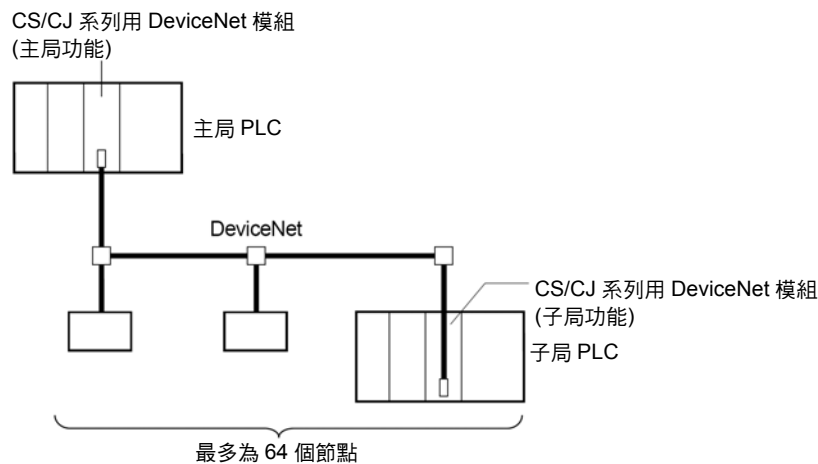 CS/CJ 系列用 DeviceNet 模組
(主局功能)
主局 PLC
DeviceNet
CS/CJ 系列用 DeviceNet 模組
(子局功能)
子局 PLC
最多為 64 個節點